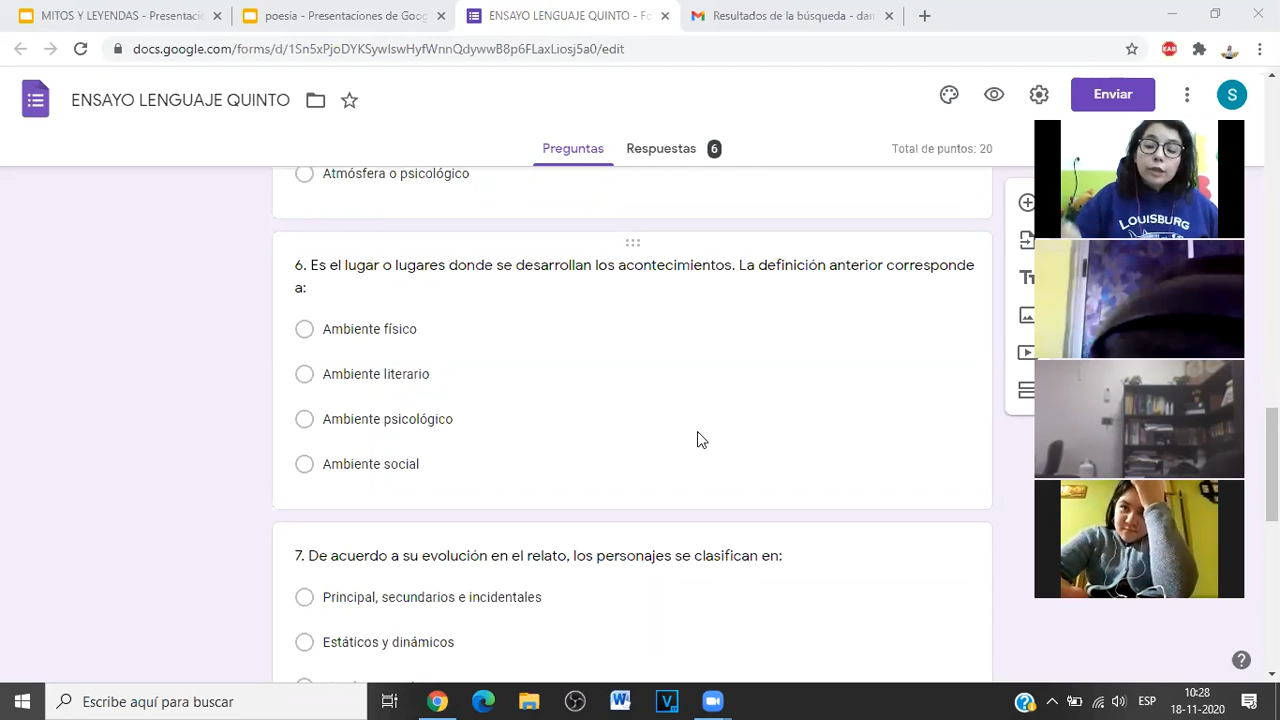 MITOS Y LEYENDAS - Presentaci
poesia - Presentaciones de Goog
ENSAYO LENGUAJE QUINTO - Fo
Resultados de la búsqueda - dan
docs.google.com/forms/d/1Sn5xPjoDYKSywIswHyfWnnQdywwB8p6FLaxLiosj5a0/edit
ENSAYO LENGUAJE QUINTO
Enviar
S
Preguntas
Respuestas 6
Total de puntos: 20
Atmósfera o psicológico
LOUISBURG
6. Es el lugar o lugares donde se desarrollan los acontecimientos. La definición anterior corresponde
a:
Ambiente físico
Ambiente literario
Ambiente psicológico
Ambiente social
7. De acuerdo a su evolución en el relato, los personajes se clasifican en:
Principal, secundarios e incidentales
Estáticos y dinámicos
Escribe aquí para buscar
ESP
10:28
18-11-2020